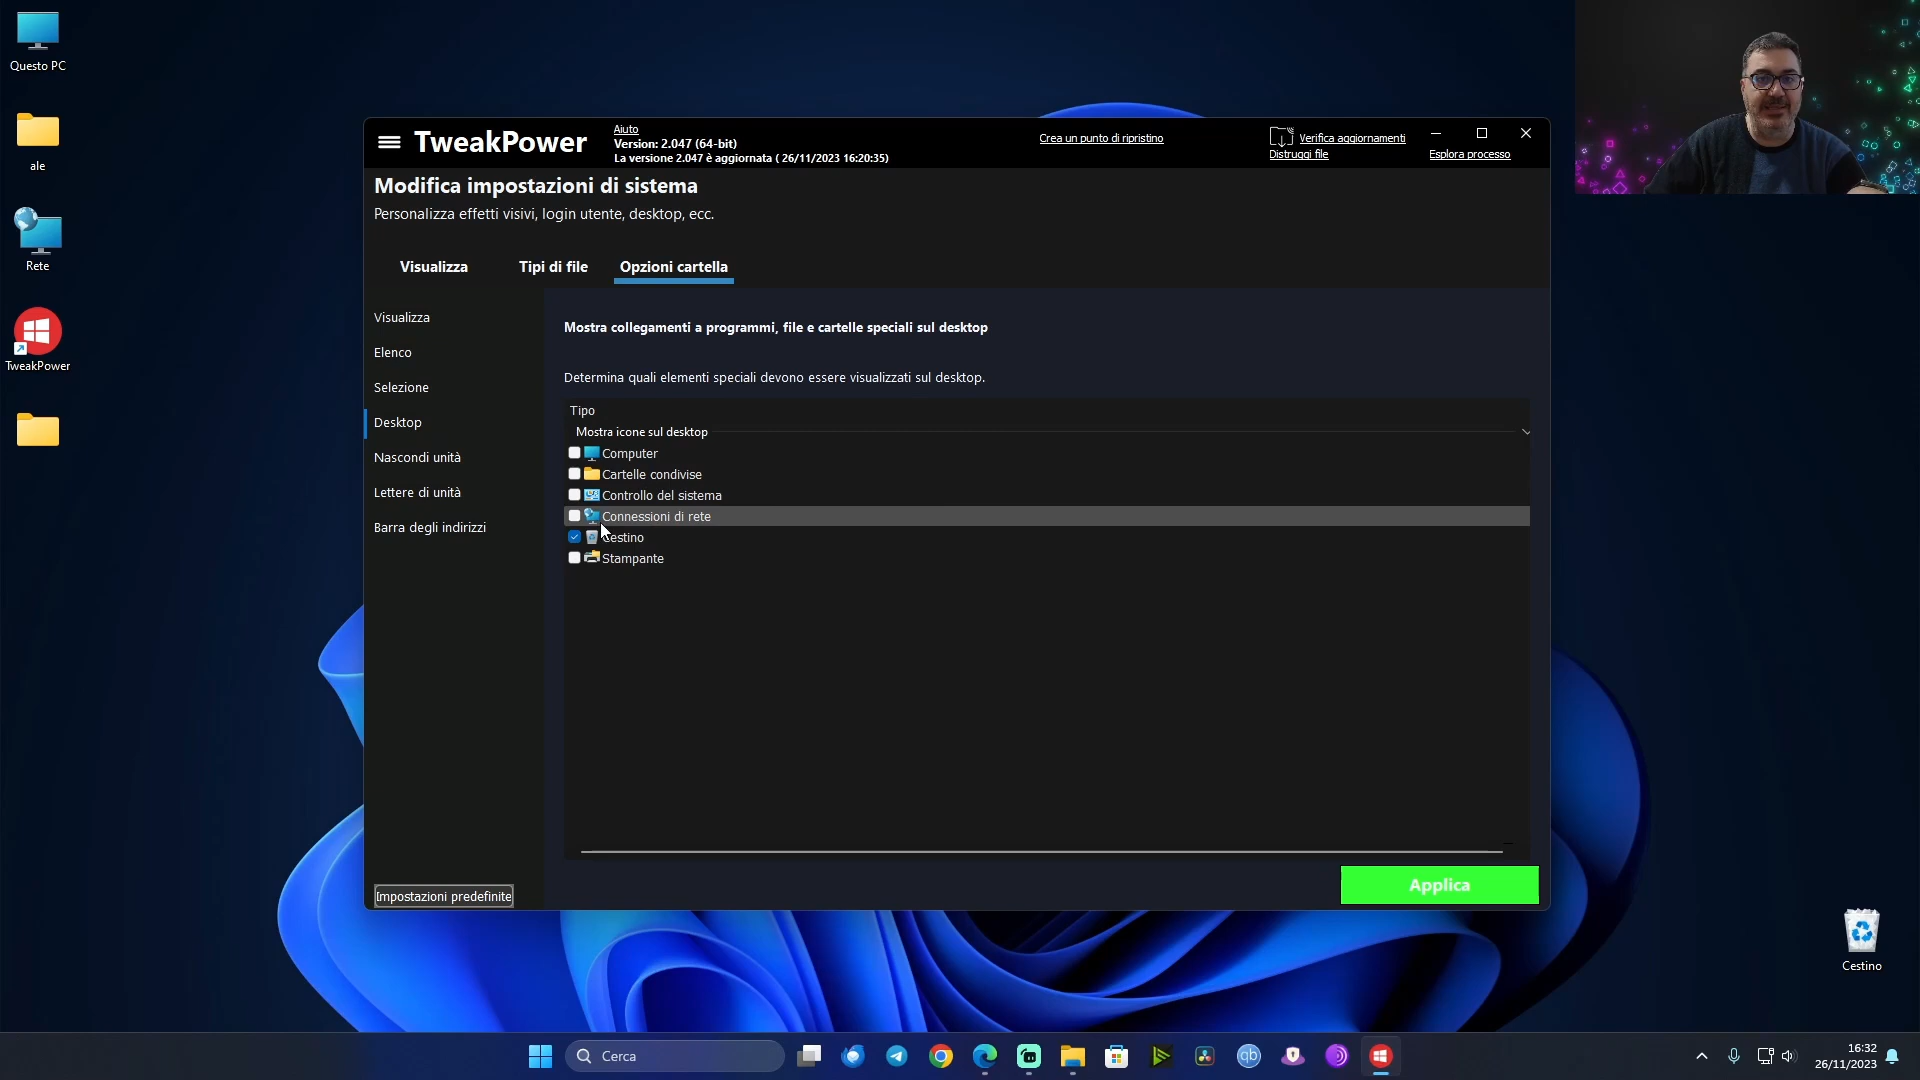 Questo PC
ale
Rete
TweakPower
TweakPower
Aiuto
Version: 2.047 (64-bit)
La versione 2.047 è aggiornata ( 26/11/2023 16:20:35)
Crea un punto di ripristino
Verifica aggiornamenti
Distruggi file
Esplora processo
Modifica impostazioni di sistema
Personalizza effetti visivi, login utente, desktop, ecc.
Visualizza
Tipi di file
Opzioni cartella
Visualizza
Elenco
Selezione
Desktop
Nascondi unità
Lettere di unità
Barra degli indirizzi
Impostazioni predefinite
Mostra collegamenti a programmi, file e cartelle speciali sul desktop
Determina quali elementi speciali devono essere visualizzati sul desktop.
Tipo
Mostra icone sul desktop
Computer
Cartelle condivise
Controllo del sistema
Connessioni di rete
Cestino
Stampante
Applica
Cestino
Cerca
qb
16:32
26/11/2023